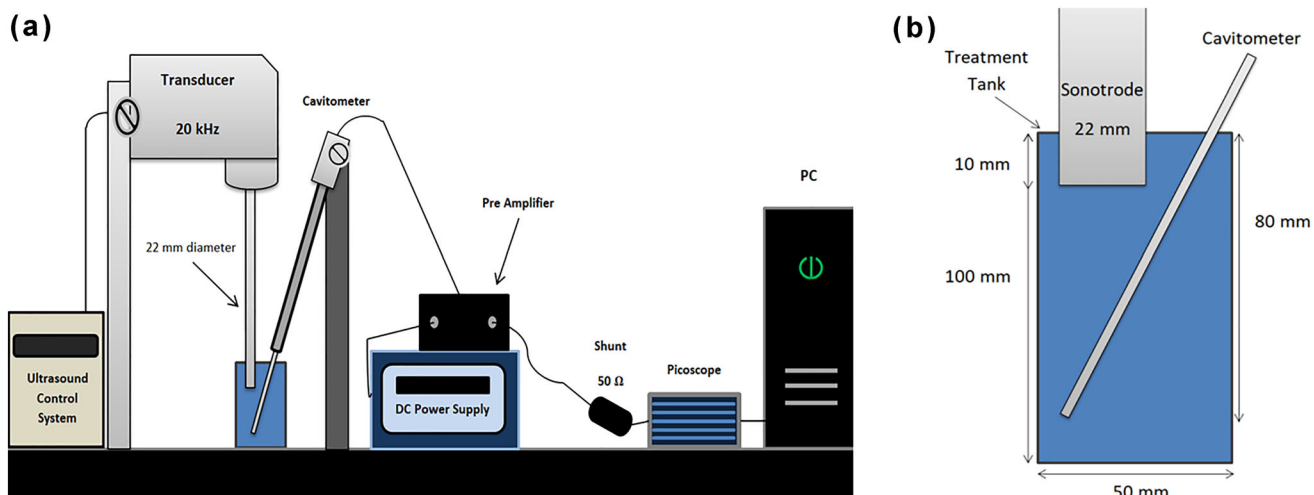 (a)
Transducer
20 kHz
Cavitometer
PC
Pre Amplifier
22 mm diameter
Shunt
50 Ω
Picoscope
Ultrasound
Control
System
DC Power Supply
(b)
Treatment
Tank
Cavitometer
Sonotrode
22 mm
10 mm
80 mm
100 mm
50 mm